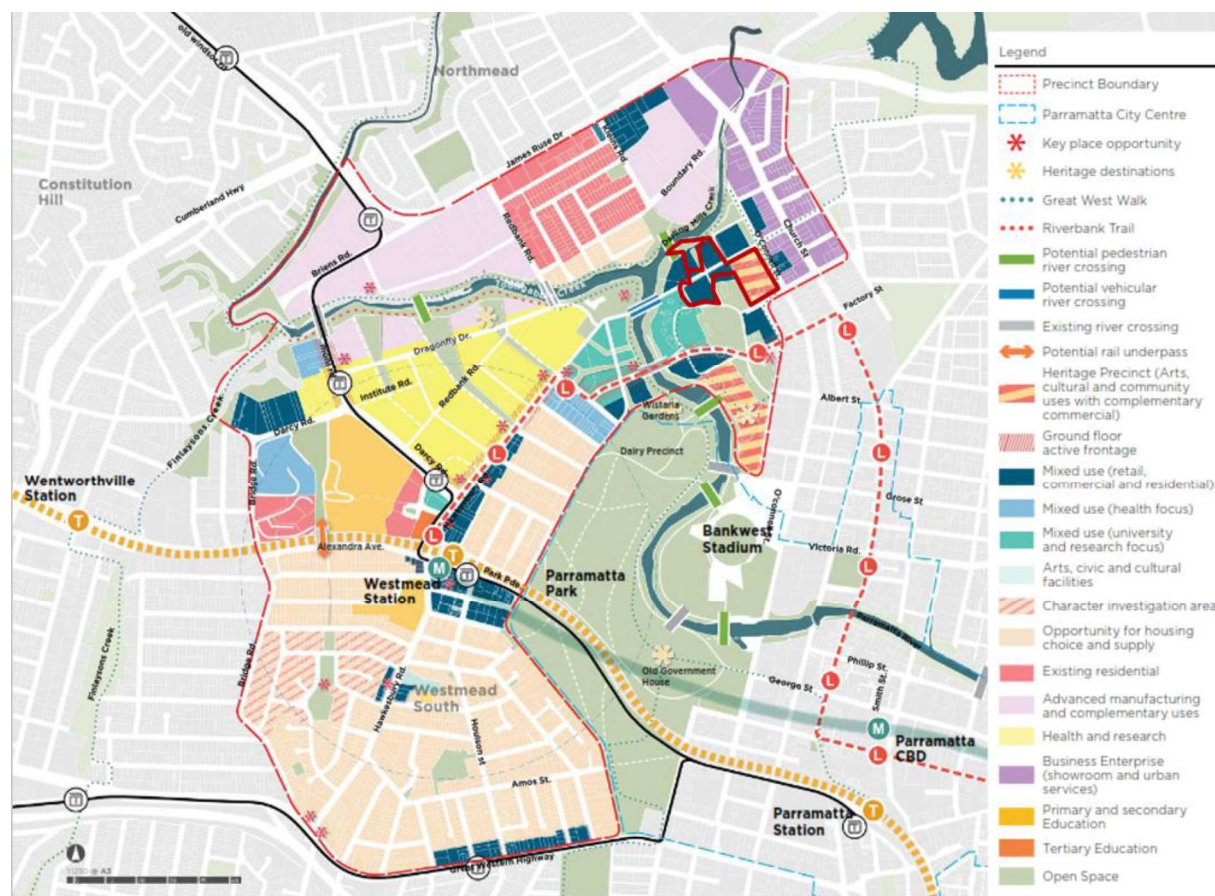 old windsor rd
Northmead
Constitution
Hill
Cumberland Hwy
James Ruse Dr
Briens Rd.
Redbank Rd.
Boundary Rd.
Darling Mills Creek
Church St
Factory St
Toongabbie Creek
Dragonfly Dr.
Institute Rd.
Redbank Rd.
Darcy Rd.
Darcy Rd.
Finlaysons Creek
Bridge Rd.
Wisteria
Gardens
Dairy Precinct
Albert St.
Grose St
O'connell St
Victoria Rd.
Wentworthville
Station
T
Alexandra Ave.
L
L
L
L
L
L
L
L
T
M
Westmead
Station
Park Pde
Parramatta
Park
Bankwest
Stadium
Parramatta River
Old Government
House
Phillip St.
George St
Smith St.
M
Parramatta
CBD
Bridge Rd
Hawkesbury Rd.
Westmead
South
Houlson st
Amos St.
Finlaysons Creek
Great Western Highway
Parramatta
Station
T
@ A3
Legend
Precinct Boundary
Parramatta City Centre
Key place opportunity
Heritage destinations
Great West Walk
Riverbank Trail
Potential pedestrian
river crossing
Potential vehicular
river crossing
Existing river crossing
Potential rail underpass
Heritage Precinct (Arts,
cultural and community
uses with complementary
commercial)
Ground floor
active frontage
Mixed use (retail,
commercial and residential)
Mixed use (health focus)
Mixed use (university
and research focus)
Arts, civic and cultural
facilities
Character investigation area
Opportunity for housing
choice and supply
Existing residential
Advanced manufacturing
and complementary uses
Health and research
Business Enterprise
(showroom and urban
services)
Primary and secondary
Education
Tertiary Education
Open Space